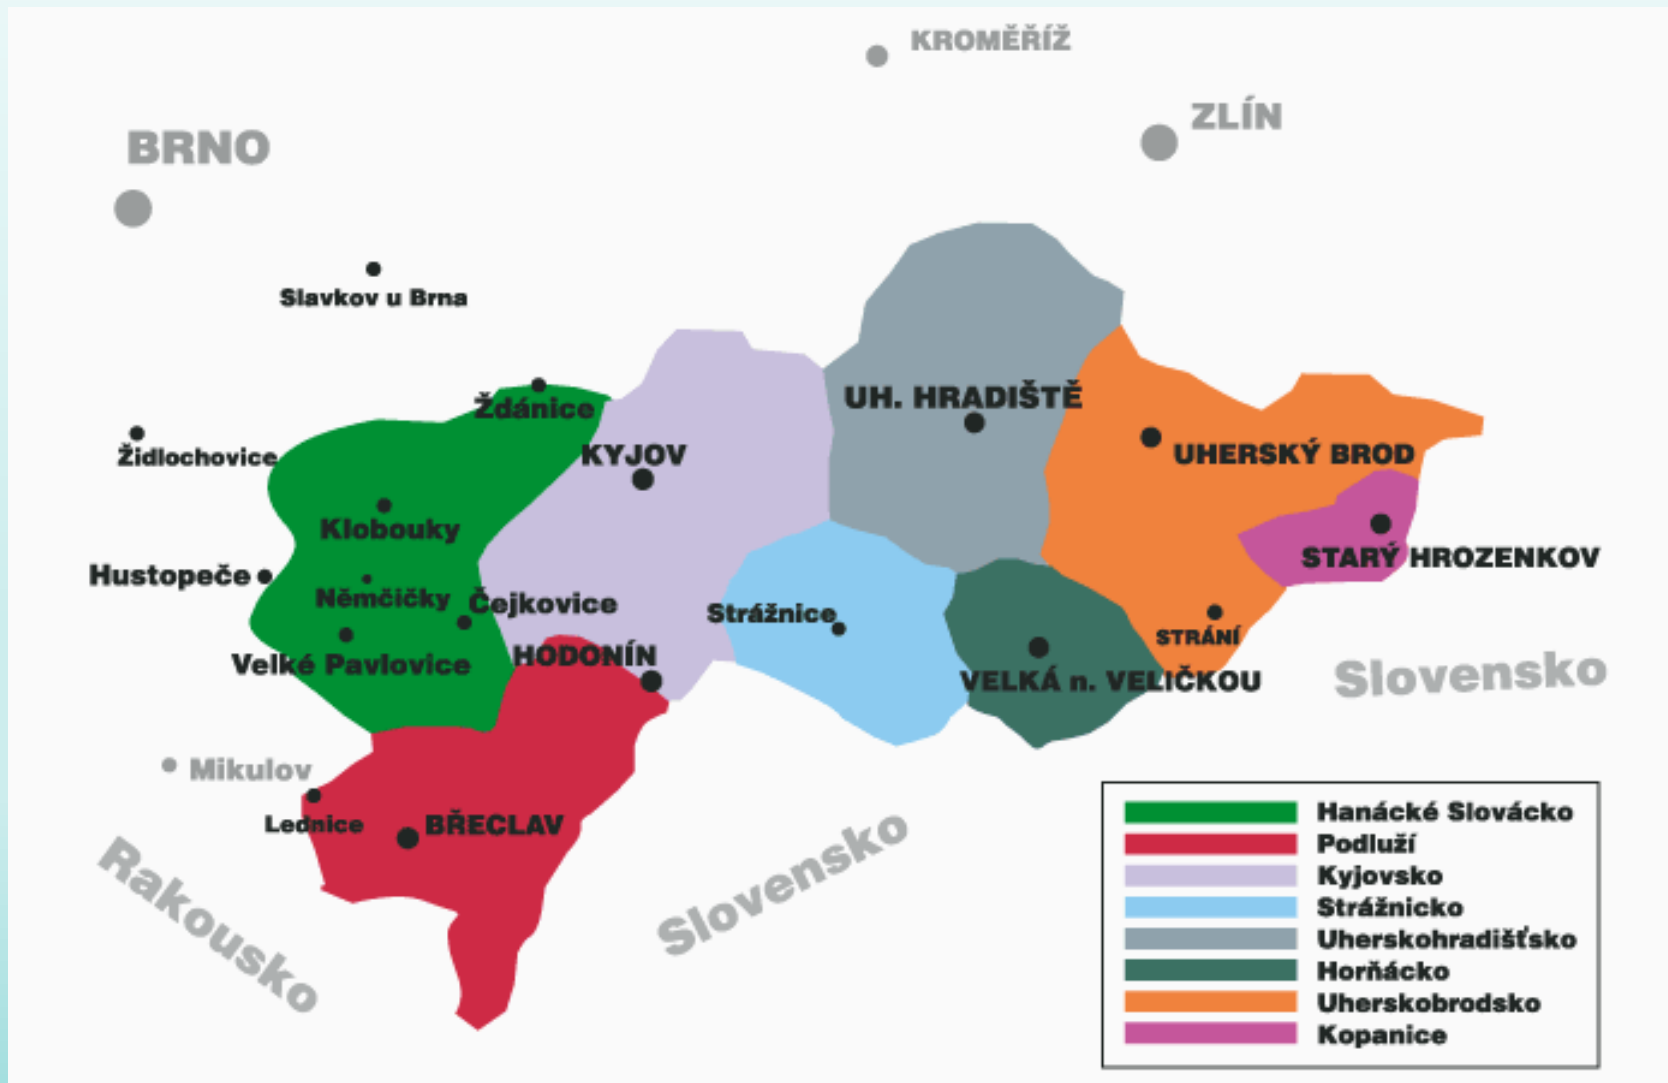 KROMĚŘÍŽ
ZLÍN
BRNO
Slavkov u Brna
Ždánice
UH. HRADIŠTĚ
Židlochovice
KYJOV
UHERSKÝ BROD
Klobouky
STARÝ HROZENKOV
Hustopeče
Němčičky
Čejkovice
Strážnice
STRÁNÍ
Velké Pavlovice
HODONÍN
VELKÁ n. VELIČKOU
Slovensko
Mikulov
Lednice
BŘECLAV
Rakousko
Slovensko
Hanácké Slovácko
Podluží
Kyjovsko
Strážnicko
Uherskohradišťsko
Horňácko
Uherskobrodsko
Kopanice